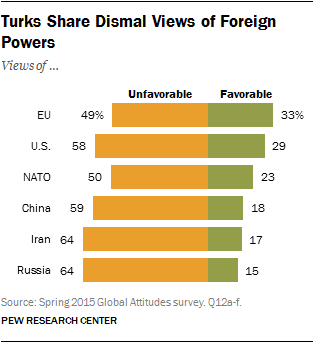 Turks Share Dismal Views of Foreign
Powers
Views of ...
Unfavorable Favorable
EU 49% 33%
U.S. 58 29
NATO 50 23
China 59 18
Iran 64 17
Russia 64 15
Source: Spring 2015 Global Attitudes survey. Q12a-f.
PEW RESEARCH CENTER